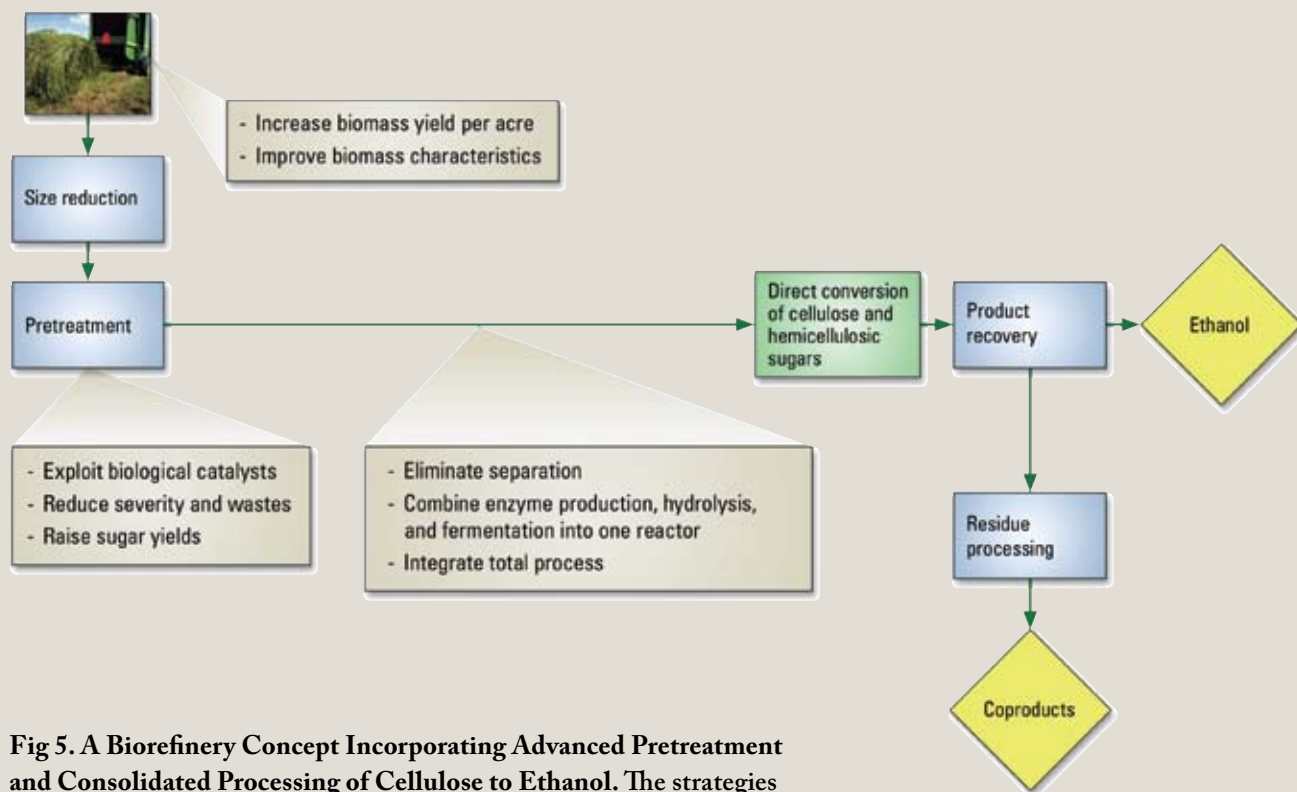 - Increase biomass yield per acre
- Improve biomass characteristics
Size reduction
Pretreatment
Direct conversion
of cellulose and
hemicellulosic
sugars
Product
recovery
Ethanol
- Exploit biological catalysts
- Reduce severity and wastes
- Raise sugar yields
- Eliminate separation
- Combine enzyme production, hydrolysis,
and fermentation into one reactor
- Integrate total process
Residue
processing
Coproducts
Fig 5. A Biorefinery Concept Incorporating Advanced Pretreatment
and Consolidated Processing of Cellulose to Ethanol. The strategies